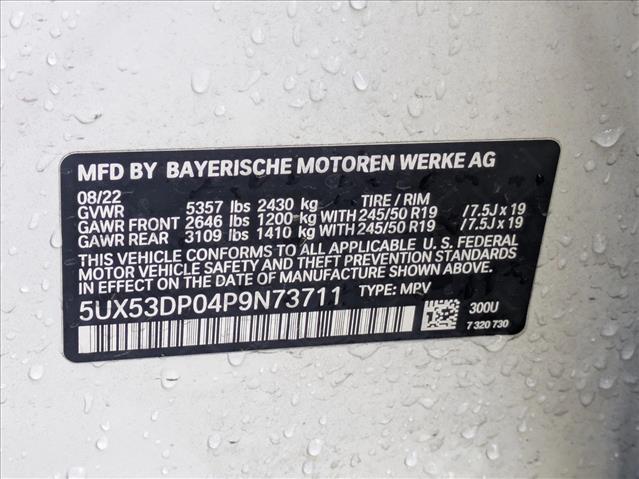 MFD BY BAYERISCHE MOTOREN WERKE AG
08/22
GVWR 5357 lbs 2430 kg TIRE / RIM
GAWR FRONT 2646 lbs 1200 kg WITH 245/50 R19 /7.5J x 19
GAWR REAR 3109 lbs 1410 kg WITH 245/50 R19 /7.5J x 19
THIS VEHICLE CONFORMS TO ALL APPLICABLE U. S. FEDERAL
MOTOR VEHICLE SAFETY, BUMPER, AND THEFT PREVENTION STANDARDS
IN EFFECT ON THE DATE OF MANUFACTURE SHOWN ABOVE.
5UX53DP04P9N73711 TYPE: MPV
300U
7 320 730